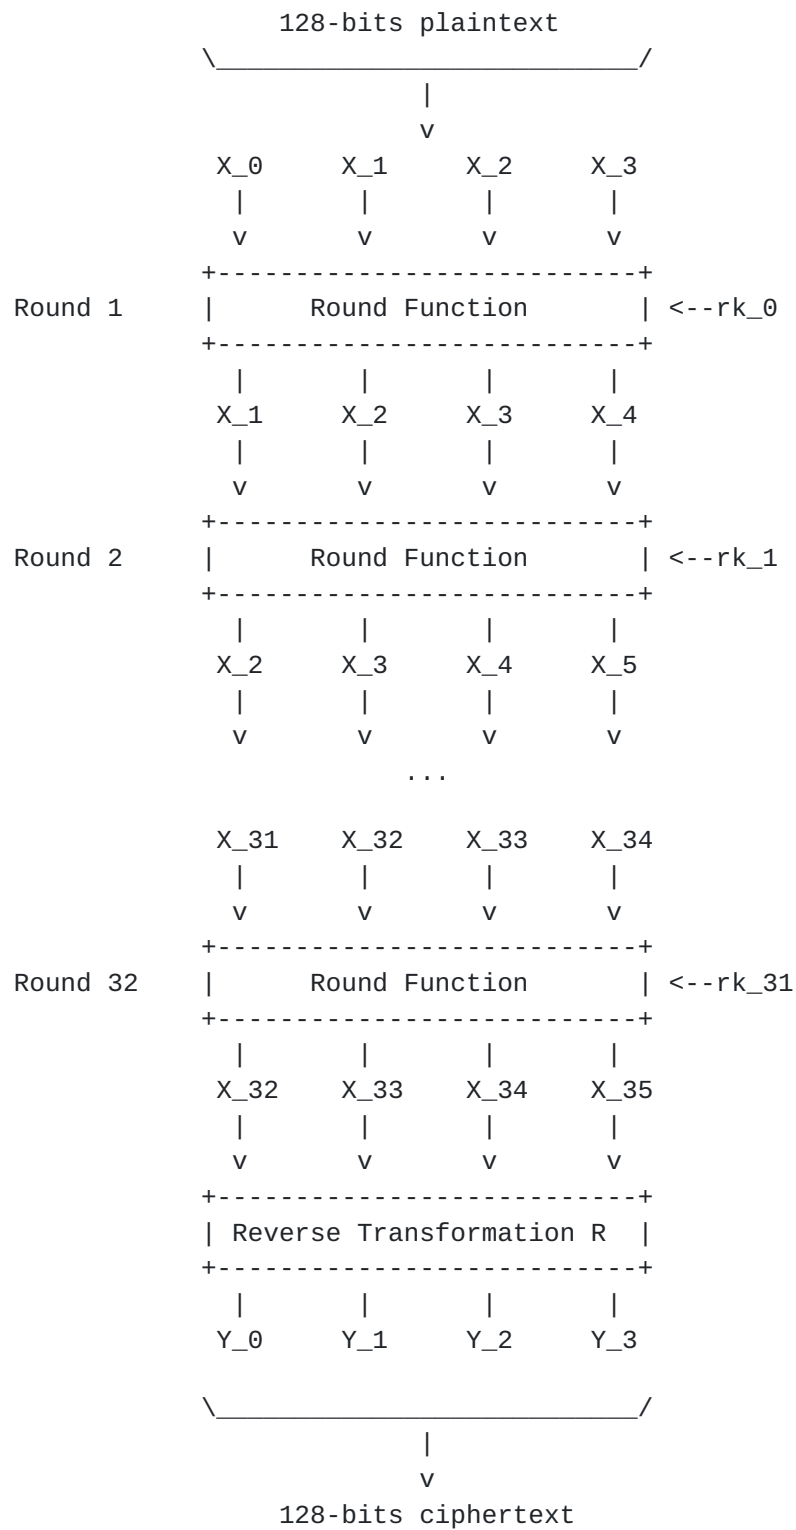 128-bits plaintext
\___________________________/
|
v
X_0     X_1     X_2     X_3
|       |       |       |
v       v       v       v
+---------------------------+
Round 1     |      Round Function       | <--rk_0
+---------------------------+
|       |       |       |
X_1     X_2     X_3     X_4
|       |       |       |
v       v       v       v
+---------------------------+
Round 2     |      Round Function       | <--rk_1
+---------------------------+
|       |       |       |
X_2     X_3     X_4     X_5
|       |       |       |
v       v       v       v
...
X_31    X_32    X_33    X_34
|       |       |       |
v       v       v       v
+---------------------------+
Round 32    |      Round Function       | <--rk_31
+---------------------------+
|       |       |       |
X_32    X_33    X_34    X_35
|       |       |       |
v       v       v       v
+---------------------------+
| Reverse Transformation R  |
+---------------------------+
|       |       |       |
Y_0     Y_1     Y_2     Y_3
\___________________________/
|
v
128-bits ciphertext